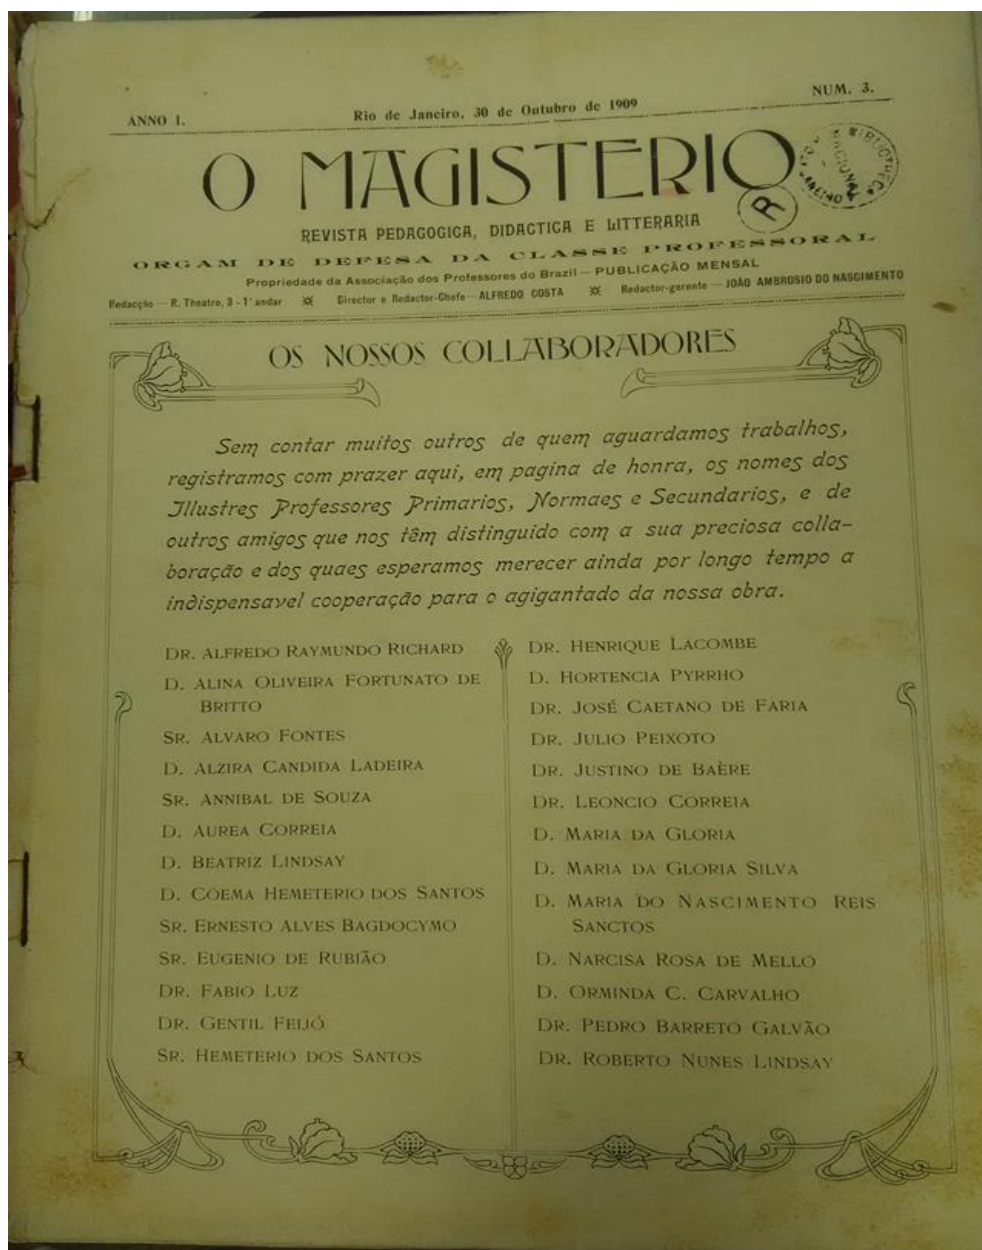 ANNO I.
Rio de Janeiro, 30 de Outubro de 1909
NUM. 3.
O MAGISTERIO
REVISTA PEDAGOGICA, DIDACTICA E LITTERARIA
ORGAM DE DEFESA DA CLASSE PROFESSORAL
Propriedade da Associação dos Professores do Brazil — PUBLICAÇÃO MENSAL
Redacção — R. Theatro, 3 - 1º andar Director e Redactor-Chefe — ALFREDO COSTA Redactor-gerente — JOÃO AMBROSIO DO NASCIMENTO
R
OS NOSSOS COLLABORADORES
Sem contar muitos outros de quem aguardamos trabalhos,
registramos com prazer aqui, em pagina de honra, os nomes dos
Illustres Professores Primarios, Normaes e Secundarios, e de
outros amigos que nos têm distinguido com a sua preciosa colla-
boração e dos quaes esperamos merecer ainda por longo tempo a
indispensavel cooperação para o agigantado da nossa obra.
DR. ALFREDO RAYMUNDO RICHARD
D. ALINA OLIVEIRA FORTUNATO DE
BRITTO
SR. ALVARO FONTES
D. ALZIRA CANDIDA LADEIRA
SR. ANNIBAL DE SOUZA
D. AUREA CORREIA
D. BEATRIZ LINDSAY
D. COEMA HEMETERIO DOS SANTOS
SR. ERNESTO ALVES BAGDOCYMO
SR. EUGENIO DE RUBIÃO
DR. FABIO LUZ
DR. GENTIL FEIJÓ
SR. HEMETERIO DOS SANTOS
DR. HENRIQUE LACOMBE
D. HORTENCIA PYRRHO
DR. JOSÉ CAETANO DE FARIA
DR. JULIO PEIXOTO
DR. JUSTINO DE BAÈRE
DR. LEONCIO CORREIA
D. MARIA DA GLORIA
D. MARIA DA GLORIA SILVA
D. MARIA DO NASCIMENTO REIS
SANCTOS
D. NARCISA ROSA DE MELLO
D. ORMINDA C. CARVALHO
DR. PEDRO BARRETO GALVÃO
DR. ROBERTO NUNES LINDSAY